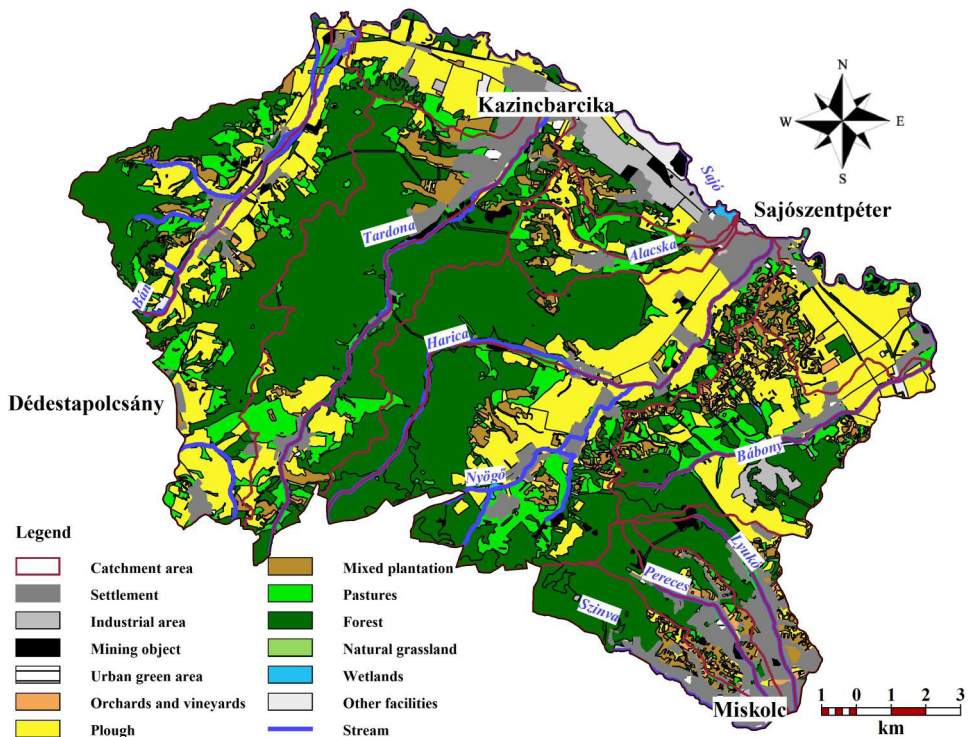 N
W
E
S
Kazincbarcika
Sajó
Sajószentpéter
Tardona
Alacska
Bán
Harica
Dédestapolcsány
Bábony
Nyögő
Lyukó
Pereces
Szinva
Miskolc
Legend
Catchment area
Settlement
Industrial area
Mining object
Urban green area
Orchards and vineyards
Plough
Mixed plantation
Pastures
Forest
Natural grassland
Wetlands
Other facilities
Stream
1 0 1 2 3
km